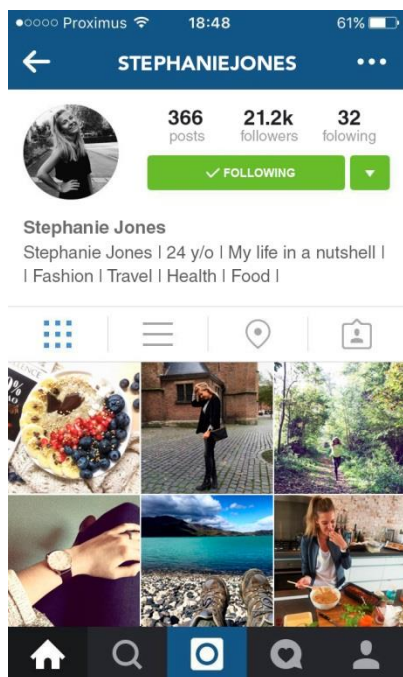 ●○○○○ Proximus 18:48 61%
STEPHANIEJONES
366 21.2k 32
posts followers folowing
FOLLOWING
Stephanie Jones
Stephanie Jones | 24 y/o | My life in a nutshell |
| Fashion | Travel | Health | Food |